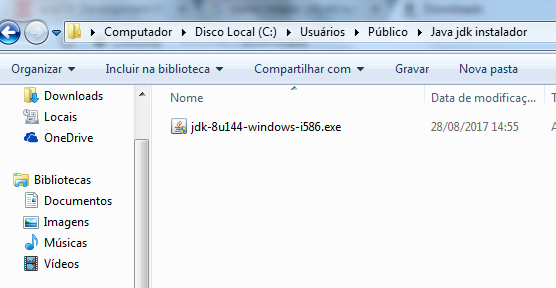 Computador ▸ Disco Local (C:) ▸ Usuários ▸ Público ▸ Java jdk instalador
Organizar Incluir na biblioteca Compartilhar com Gravar Nova pasta
Downloads
Locais
OneDrive
Bibliotecas
Documentos
Imagens
Músicas
Vídeos
Nome Data de modificaç...
jdk-8u144-windows-i586.exe 28/08/2017 14:55 A